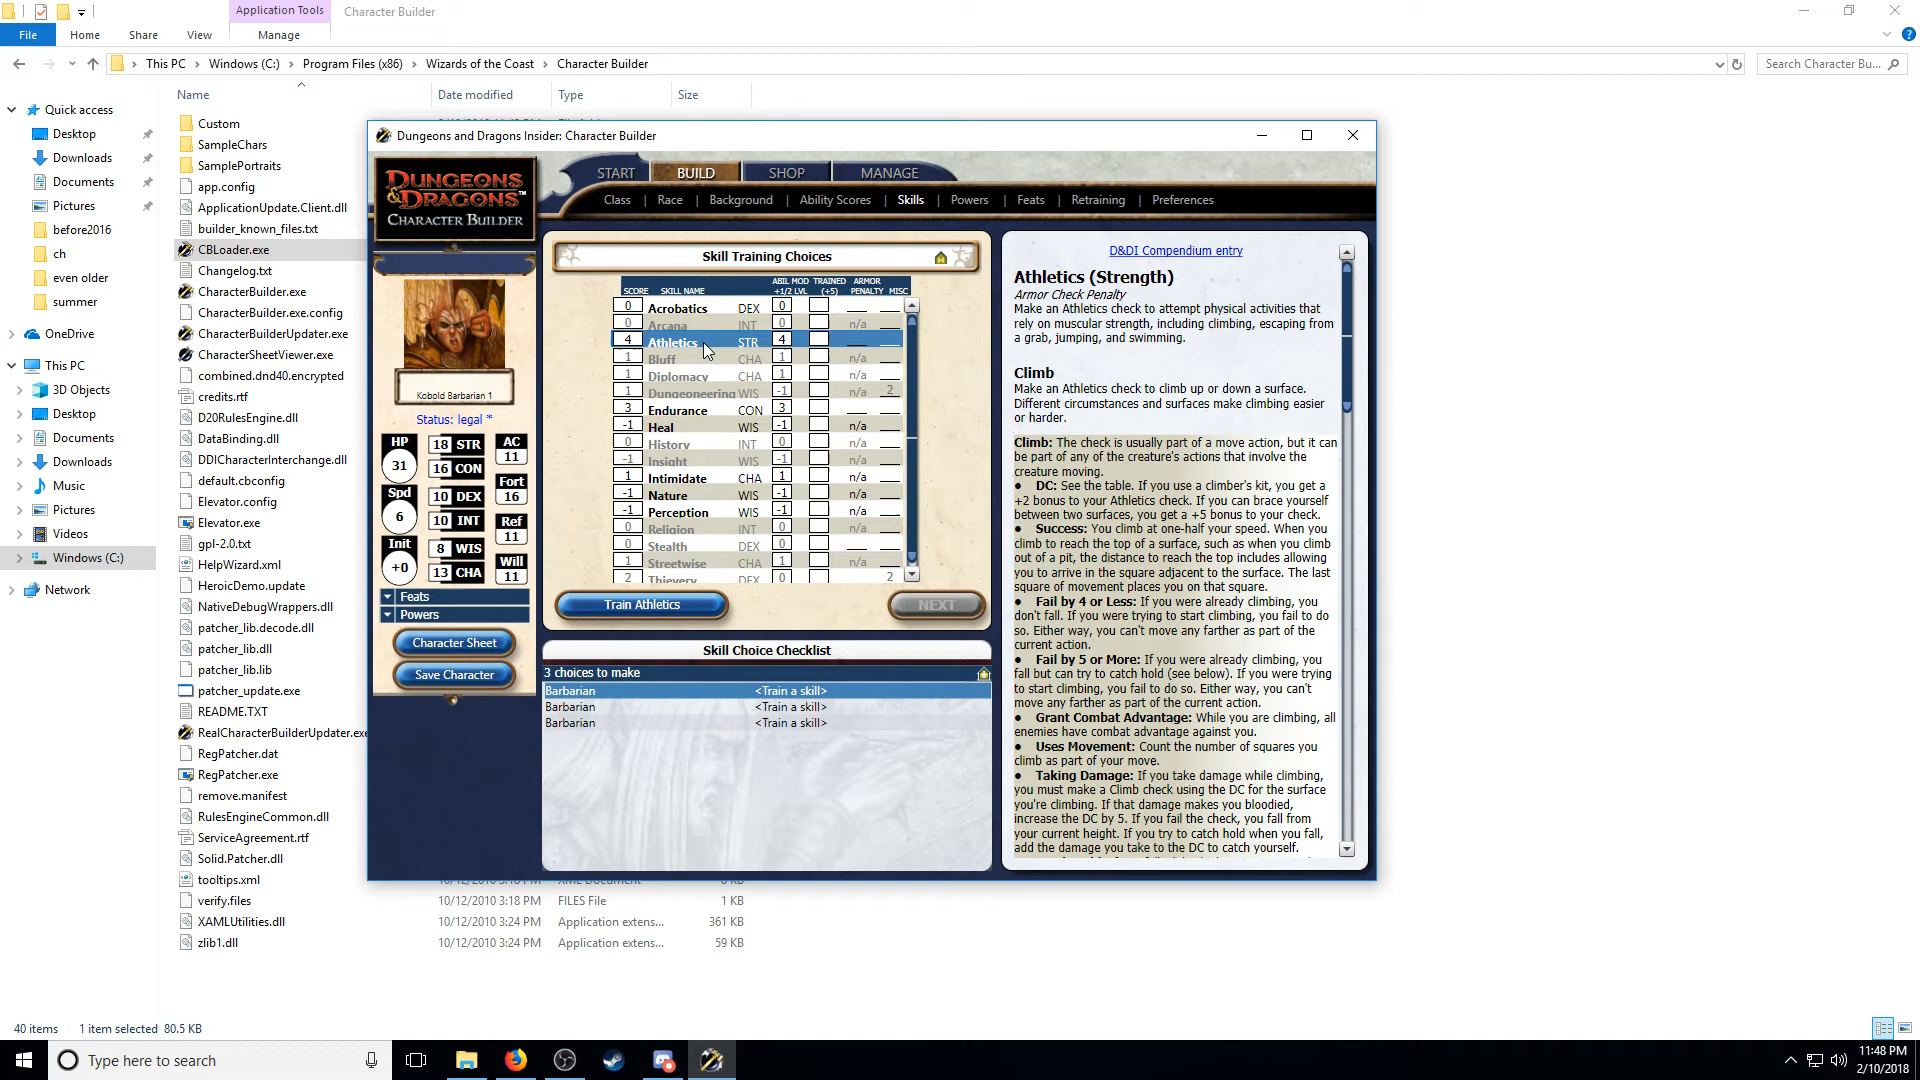 Application Tools
Character Builder
File
Home
Share
View
Manage
This PC
Windows (C:)
Program Files (x86)
Wizards of the Coast
Character Builder
Search Character Bu...
Name
Date modified
Type
Size
Quick access
Desktop
Downloads
Documents
Pictures
before2016
ch
even older
summer
OneDrive
This PC
3D Objects
Desktop
Documents
Downloads
Music
Pictures
Videos
Windows (C:)
Network
Custom
SampleChars
SamplePortraits
app.config
ApplicationUpdate.Client.dll
builder_known_files.txt
CBLoader.exe
Changelog.txt
CharacterBuilder.exe
CharacterBuilder.exe.config
CharacterBuilderUpdater.exe
CharacterSheetViewer.exe
combined.dnd40.encrypted
credits.rtf
D20RulesEngine.dll
DataBinding.dll
DDICharacterInterchange.dll
default.cbconfig
Elevator.config
Elevator.exe
gpl-2.0.txt
HelpWizard.xml
HeroicDemo.update
NativeDebugWrappers.dll
patcher_lib.decode.dll
patcher_lib.dll
patcher_lib.lib
patcher_update.exe
README.TXT
RealCharacterBuilderUpdater.exe
RegPatcher.dat
RegPatcher.exe
remove.manifest
RulesEngineCommon.dll
ServiceAgreement.rtf
Solid.Patcher.dll
tooltips.xml
verify.files 10/12/2010 3:18 PM FILES File 1 KB
XAMLUtilities.dll 10/12/2010 3:24 PM Application extens... 361 KB
zlib1.dll 10/12/2010 3:24 PM Application extens... 59 KB
Dungeons and Dragons Insider: Character Builder
DUNGEONS
& DRAGONS™
CHARACTER BUILDER
START
BUILD
SHOP
MANAGE
Class | Race | Background | Ability Scores | Skills | Powers | Feats | Retraining | Preferences
Kobold Barbarian 1
Status: legal *
HP 31 18 STR AC 11
16 CON Fort 16
Spd 6 10 DEX
10 INT Ref 11
Init +0 8 WIS Will 11
13 CHA
Feats
Powers
Character Sheet
Save Character
Skill Training Choices
SCORE SKILL NAME ABIL MOD +1/2 LVL TRAINED (+5) ARMOR PENALTY MISC
0 Acrobatics DEX 0
0 Arcana INT 0 n/a
4 Athletics STR 4
1 Bluff CHA 1 n/a
1 Diplomacy CHA 1 n/a
1 Dungeoneering WIS -1 n/a 2
3 Endurance CON 3
-1 Heal WIS -1 n/a
0 History INT 0 n/a
-1 Insight WIS -1 n/a
1 Intimidate CHA 1 n/a
-1 Nature WIS -1 n/a
-1 Perception WIS -1 n/a
0 Religion INT 0 n/a
0 Stealth DEX 0
1 Streetwise CHA 1 n/a
2 Thievery DEX 0 2
Train Athletics
NEXT
Skill Choice Checklist
3 choices to make
Barbarian <Train a skill>
Barbarian <Train a skill>
Barbarian <Train a skill>
D&DI Compendium entry
Athletics (Strength)
Armor Check Penalty
Make an Athletics check to attempt physical activities that
rely on muscular strength, including climbing, escaping from
a grab, jumping, and swimming.
Climb
Make an Athletics check to climb up or down a surface.
Different circumstances and surfaces make climbing easier
or harder.
Climb: The check is usually part of a move action, but it can
be part of any of the creature's actions that involve the
creature moving.
• DC: See the table. If you use a climber's kit, you get a
+2 bonus to your Athletics check. If you can brace yourself
between two surfaces, you get a +5 bonus to your check.
• Success: You climb at one-half your speed. When you
climb to reach the top of a surface, such as when you climb
out of a pit, the distance to reach the top includes allowing
you to arrive in the square adjacent to the surface. The last
square of movement places you on that square.
• Fail by 4 or Less: If you were already climbing, you
don't fall. If you were trying to start climbing, you fail to do
so. Either way, you can't move any farther as part of the
current action.
• Fail by 5 or More: If you were already climbing, you
fall but can try to catch hold (see below). If you were trying
to start climbing, you fail to do so. Either way, you can't
move any farther as part of the current action.
• Grant Combat Advantage: While you are climbing, all
enemies have combat advantage against you.
• Uses Movement: Count the number of squares you
climb as part of your move.
• Taking Damage: If you take damage while climbing,
you must make a Climb check using the DC for the surface
you're climbing. If that damage makes you bloodied,
increase the DC by 5. If you fail the check, you fall from
your current height. If you try to catch hold when you fall,
add the damage you take to the DC to catch yourself.
40 items
1 item selected 80.5 KB
Type here to search
11:48 PM
2/10/2018